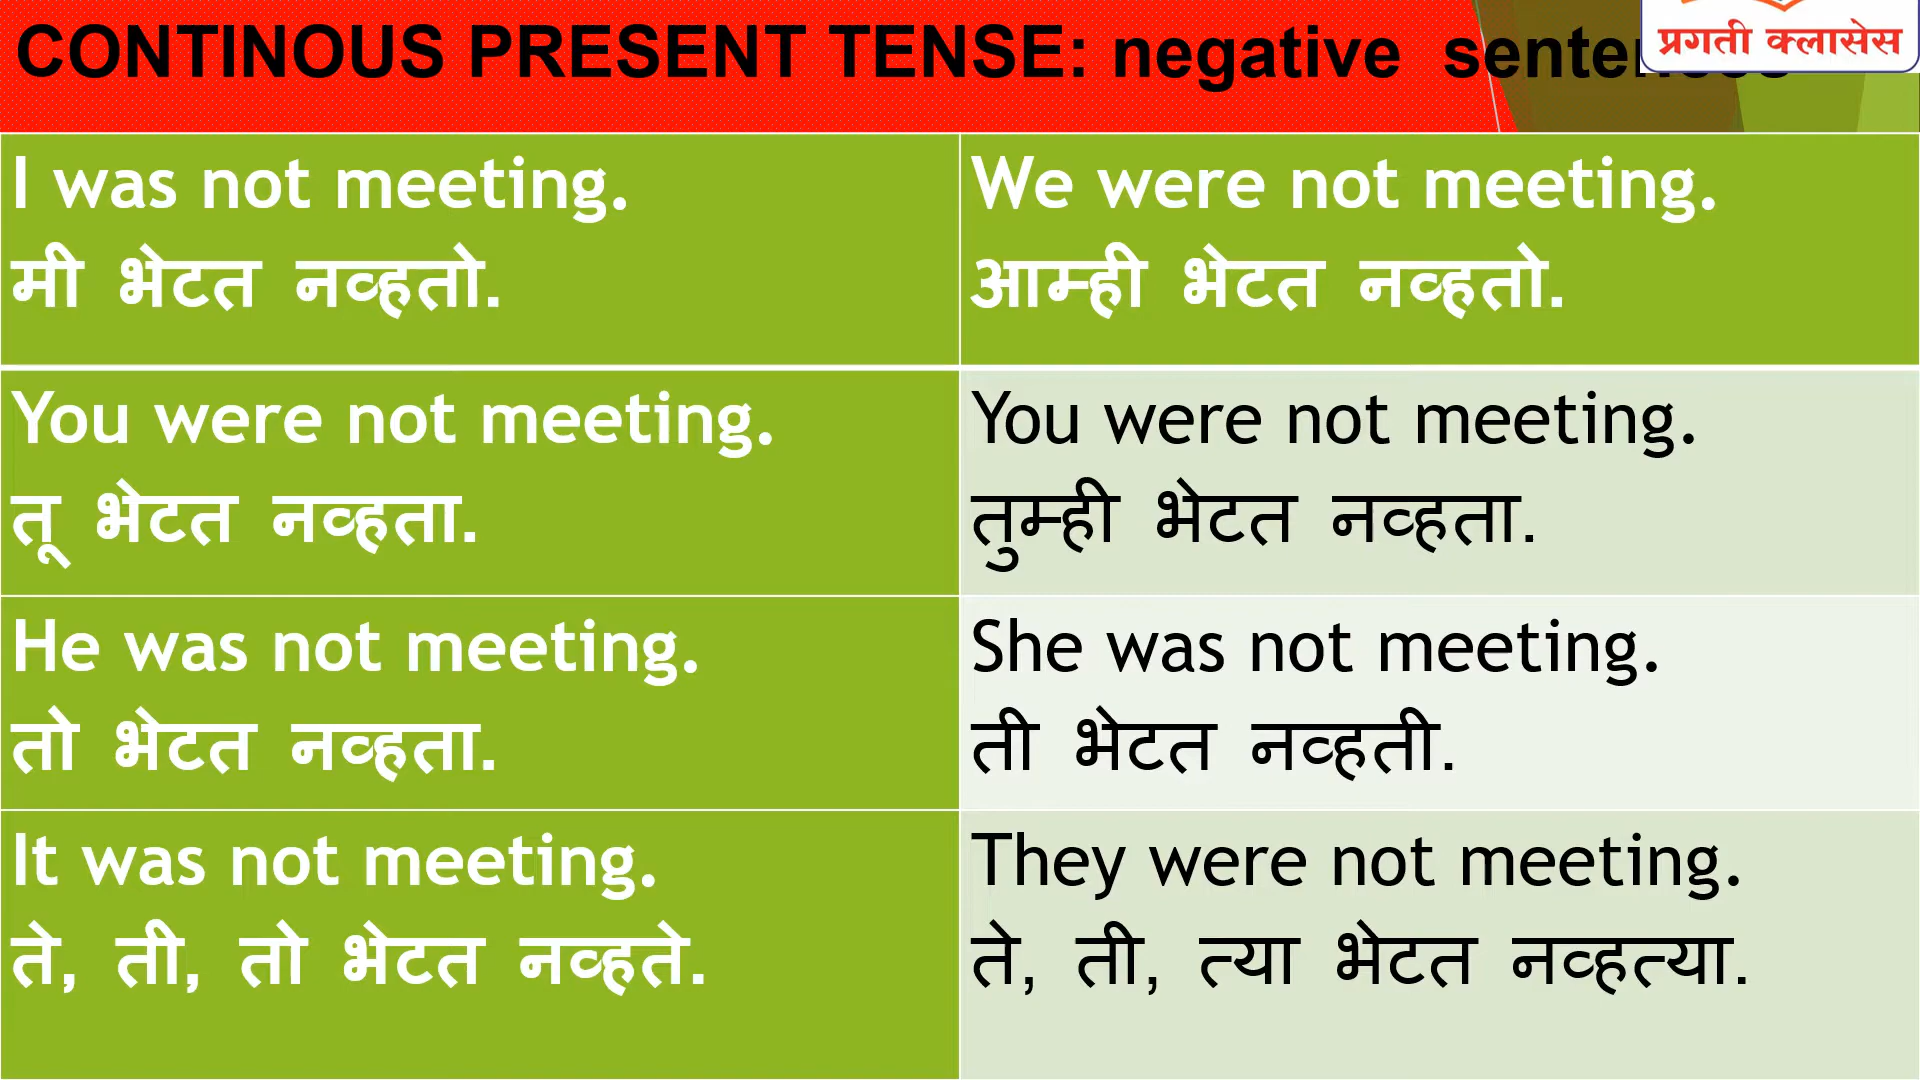 CONTINOUS PRESENT TENSE: negative
प्रगती क्लासेस
I was not meeting.
मी भेटत नव्हतो.
We were not meeting.
आम्ही भेटत नव्हतो.
You were not meeting.
तू भेटत नव्हता.
You were not meeting.
तुम्ही भेटत नव्हता.
He was not meeting.
तो भेटत नव्हता.
She was not meeting.
ती भेटत नव्हती.
It was not meeting.
ते, ती, तो भेटत नव्हते.
They were not meeting.
ते, ती, त्या भेटत नव्हत्या.